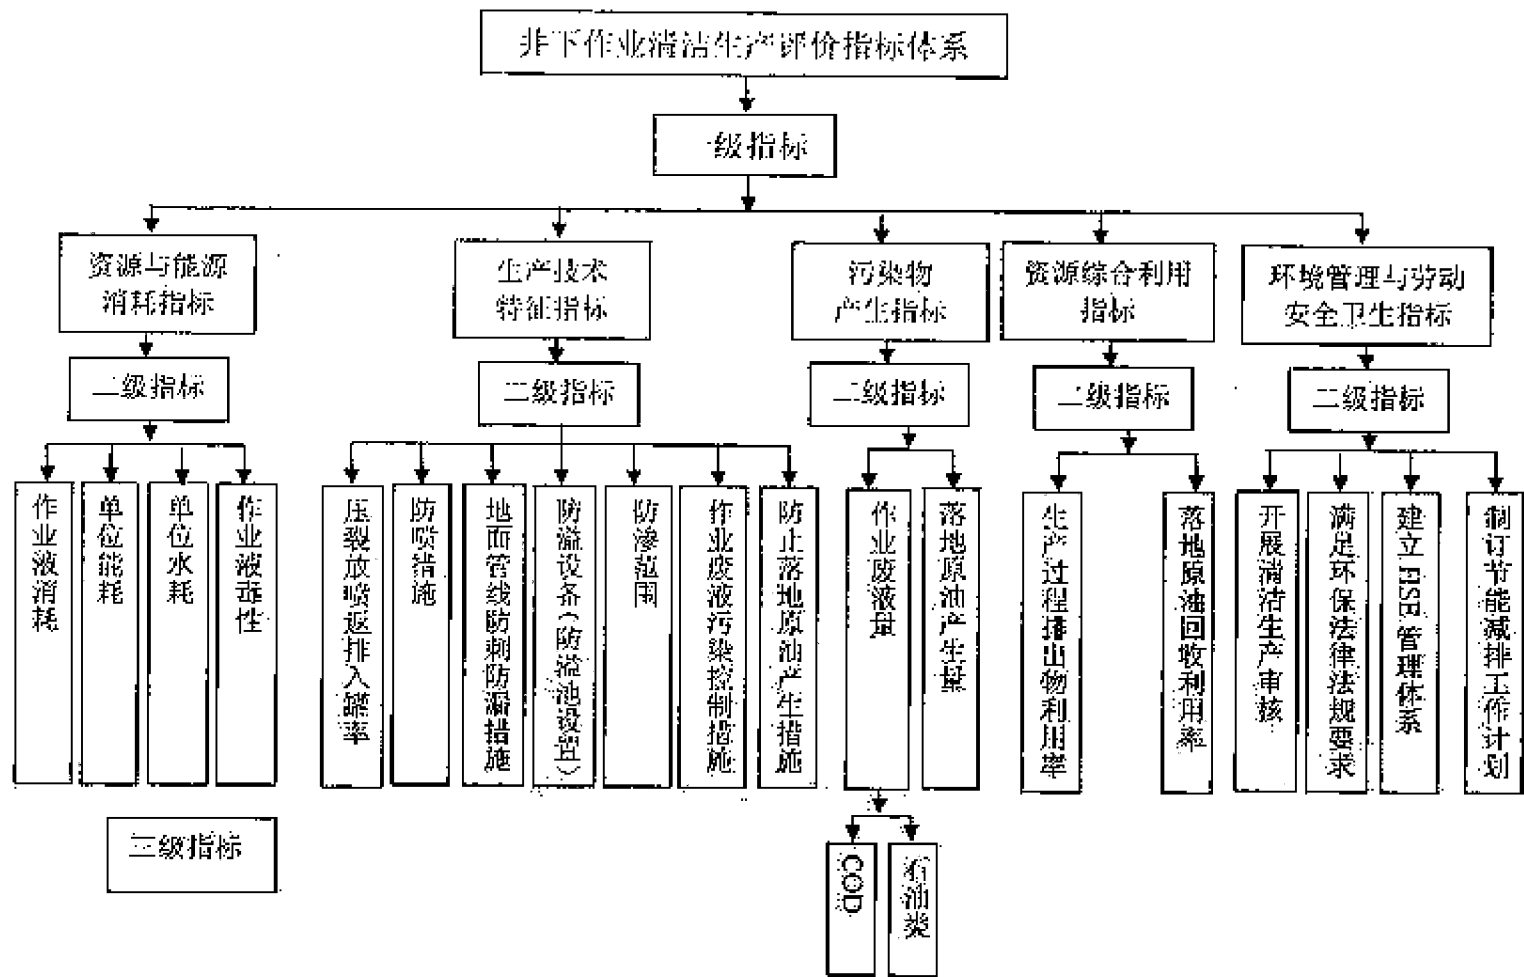 井下作业清洁生产评价指标体系
一级指标
资源与能源
消耗指标
生产技术
特征指标
污染物
产生指标
资源综合利用
指标
环境管理与劳动
安全卫生指标
二级指标
二级指标
二级指标
二级指标
二级指标
作业液消耗
单位能耗
单位水耗
作业液毒性
压裂放喷返排入罐率
防喷措施
地面管线防刺防漏措施
防溢设备(防溢池设置)
防渗范围
作业废液污染控制措施
防止落地原油产生措施
作业废液量
落地原油产生量
生产过程排出物利用率
落地原油回收利用率
开展清洁生产审核
满足环保法律法规要求
建立 HSE 管理体系
制订节能减排工作计划
三级指标
COD
石油类